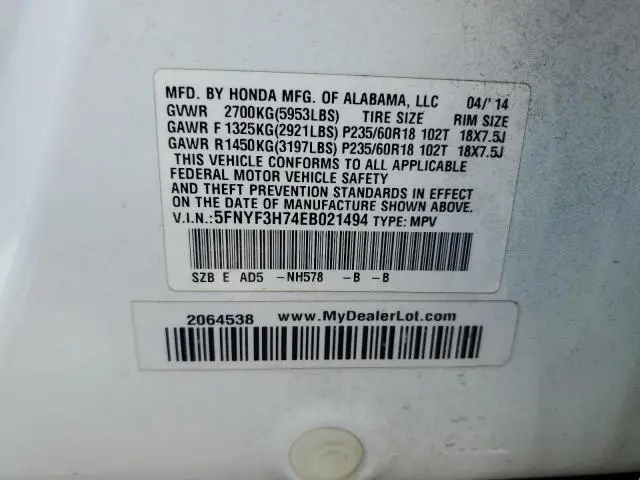 MFD. BY HONDA MFG. OF ALABAMA, LLC 04/'14
GVWR 2700KG(5953LBS) TIRE SIZE RIM SIZE
GAWR F 1325KG(2921LBS) P235/60R18 102T 18X7.5J
GAWR R1450KG(3197LBS) P235/60R18 102T 18X7.5J
THIS VEHICLE CONFORMS TO ALL APPLICABLE
FEDERAL MOTOR VEHICLE SAFETY
AND THEFT PREVENTION STANDARDS IN EFFECT
ON THE DATE OF MANUFACTURE SHOWN ABOVE.
V.I.N.:5FNYF3H74EB021494 TYPE: MPV
SZB E AD5 -NH578 -B -B
2064538 www.MyDealerLot.com